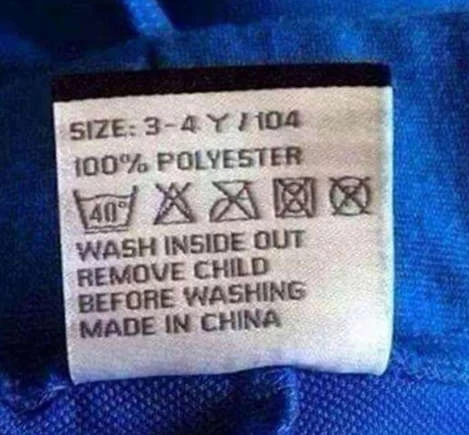 SIZE: 3-4 Y / 104
100% POLYESTER
40°
WASH INSIDE OUT
REMOVE CHILD
BEFORE WASHING
MADE IN CHINA